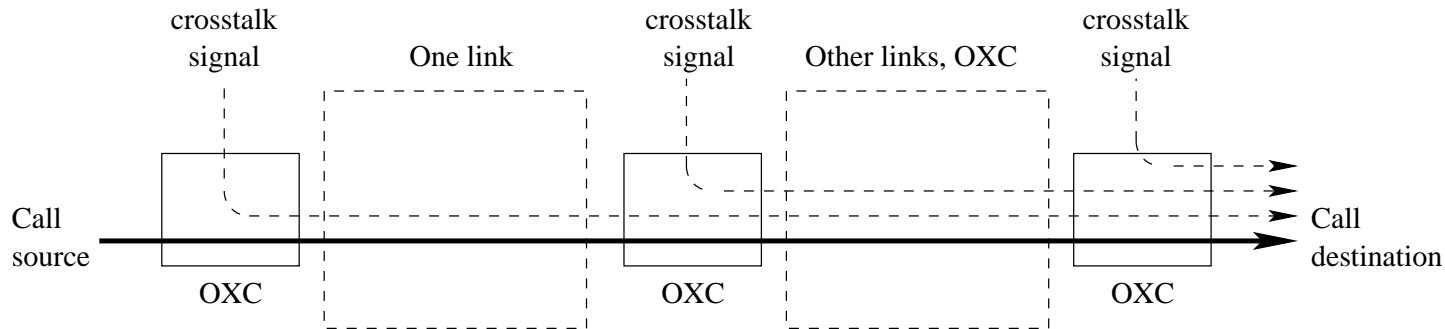 crosstalk
signal
One link
crosstalk
signal
Other links, OXC
crosstalk
signal
Call
source
Call
destination
OXC
OXC
OXC